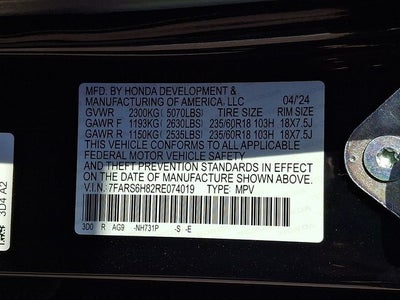 MFD. BY HONDA DEVELOPMENT &
MANUFACTURING OF AMERICA, LLC 04/'24
GVWR 2300KG(5070LBS) TIRE SIZE RIM SIZE
GAWR F 1193KG(2630LBS) 235/60R18 103H 18X7.5J
GAWR R 1150KG(2535LBS) 235/60R18 103H 18X7.5J
THIS VEHICLE CONFORMS TO ALL APPLICABLE
FEDERAL MOTOR VEHICLE SAFETY
AND THEFT PREVENTION STANDARDS IN EFFECT
ON THE DATE OF MANUFACTURE SHOWN ABOVE.
V.I.N.: 7FARS6H82RE074019 TYPE: MPV
3D0 R AG9 -NH731P -S -E
3D4 A2